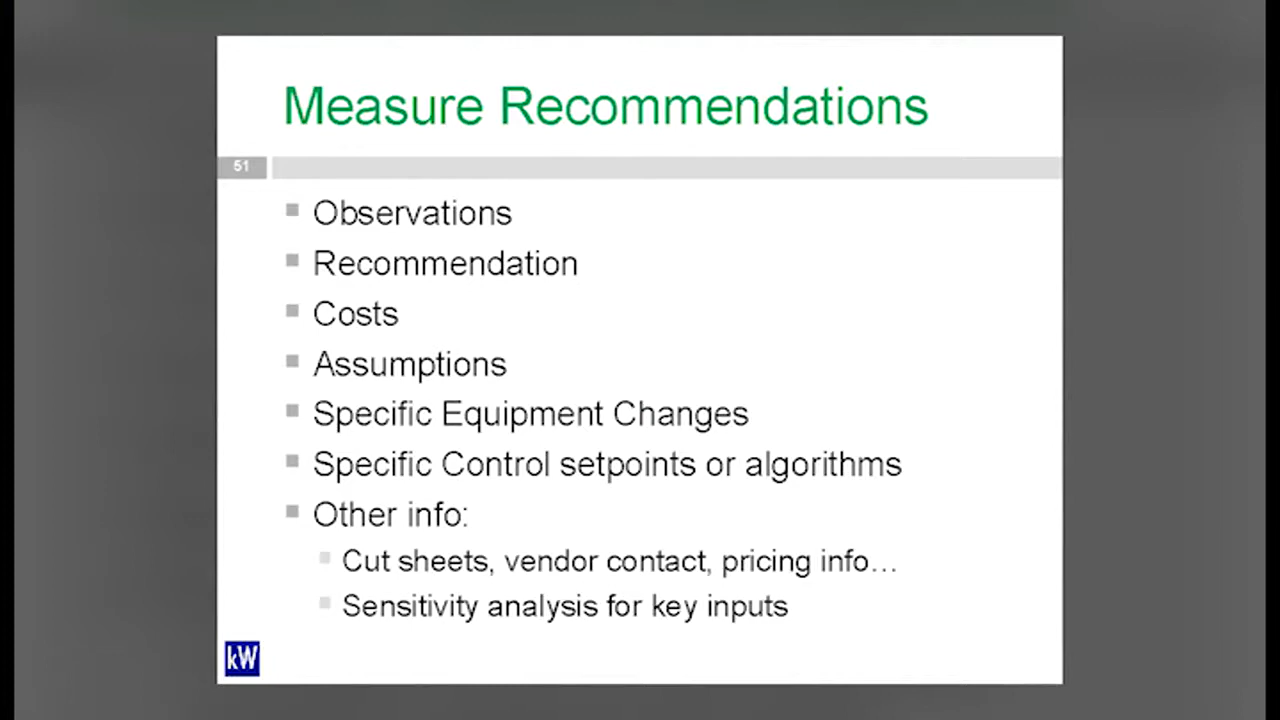 Measure Recommendations
51
Observations
Recommendation
Costs
Assumptions
Specific Equipment Changes
Specific Control setpoints or algorithms
Other info:
Cut sheets, vendor contact, pricing info…
Sensitivity analysis for key inputs
kW